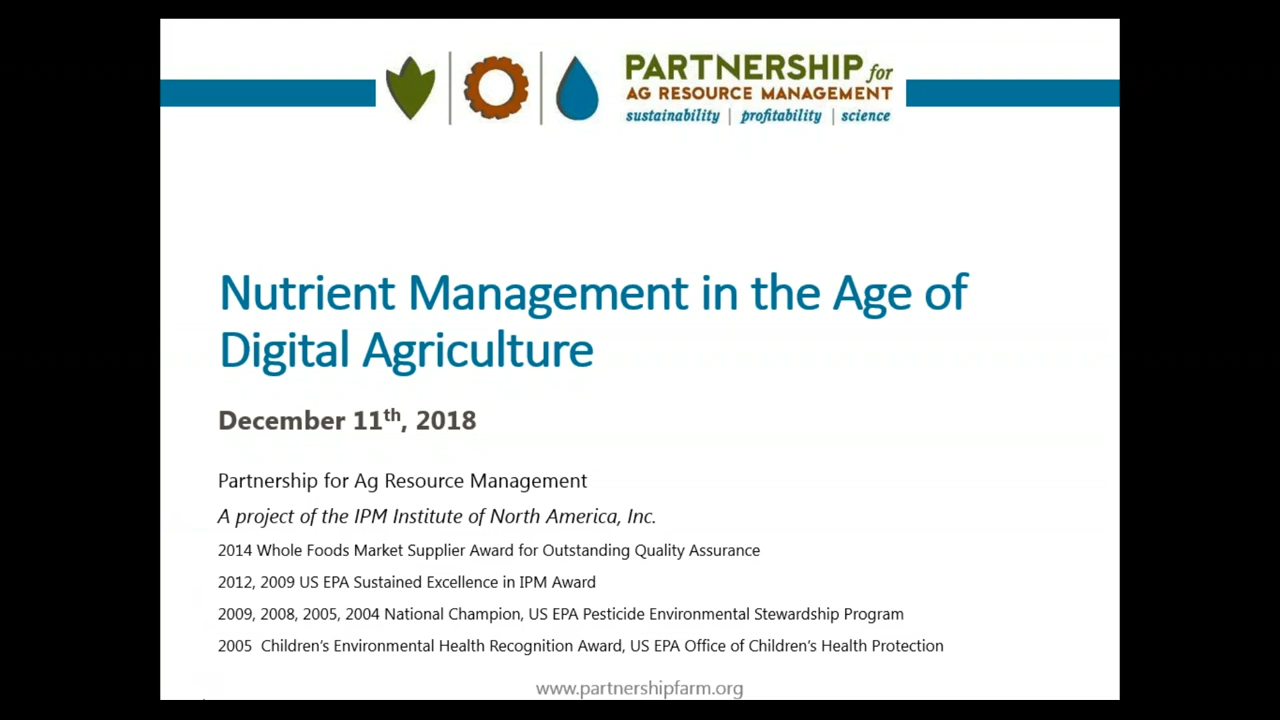 PARTNERSHIP for
AG RESOURCE MANAGEMENT
sustainability | profitability | science
Nutrient Management in the Age of
Digital Agriculture
December 11th, 2018
Partnership for Ag Resource Management
A project of the IPM Institute of North America, Inc.
2014 Whole Foods Market Supplier Award for Outstanding Quality Assurance
2012, 2009 US EPA Sustained Excellence in IPM Award
2009, 2008, 2005, 2004 National Champion, US EPA Pesticide Environmental Stewardship Program
2005  Children's Environmental Health Recognition Award, US EPA Office of Children's Health Protection
www.partnershipfarm.org